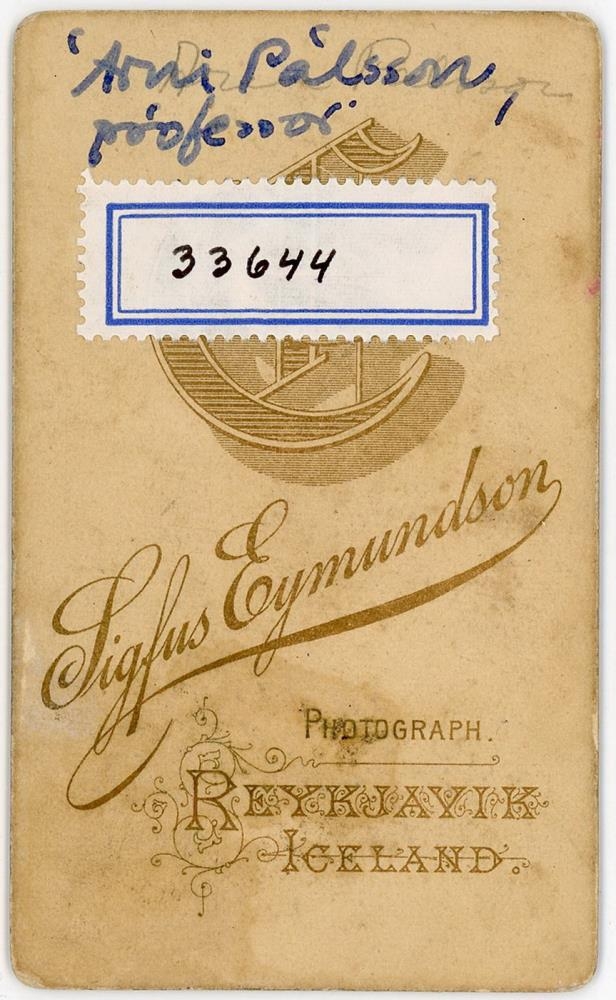 Árni Pálsson,
prófessor
33644
Sigfus Eymundson
PHOTOGRAPH.
REYKJAVIK
ICELAND.